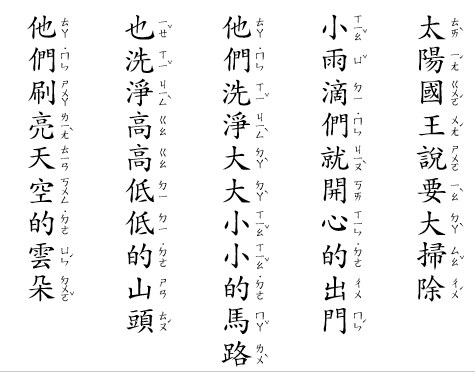 太陽國王說要大掃除
小雨滴們就開心的出門
他們洗淨大大小小的馬路
也洗淨高高低低的山頭
他們刷亮天空的雲朵